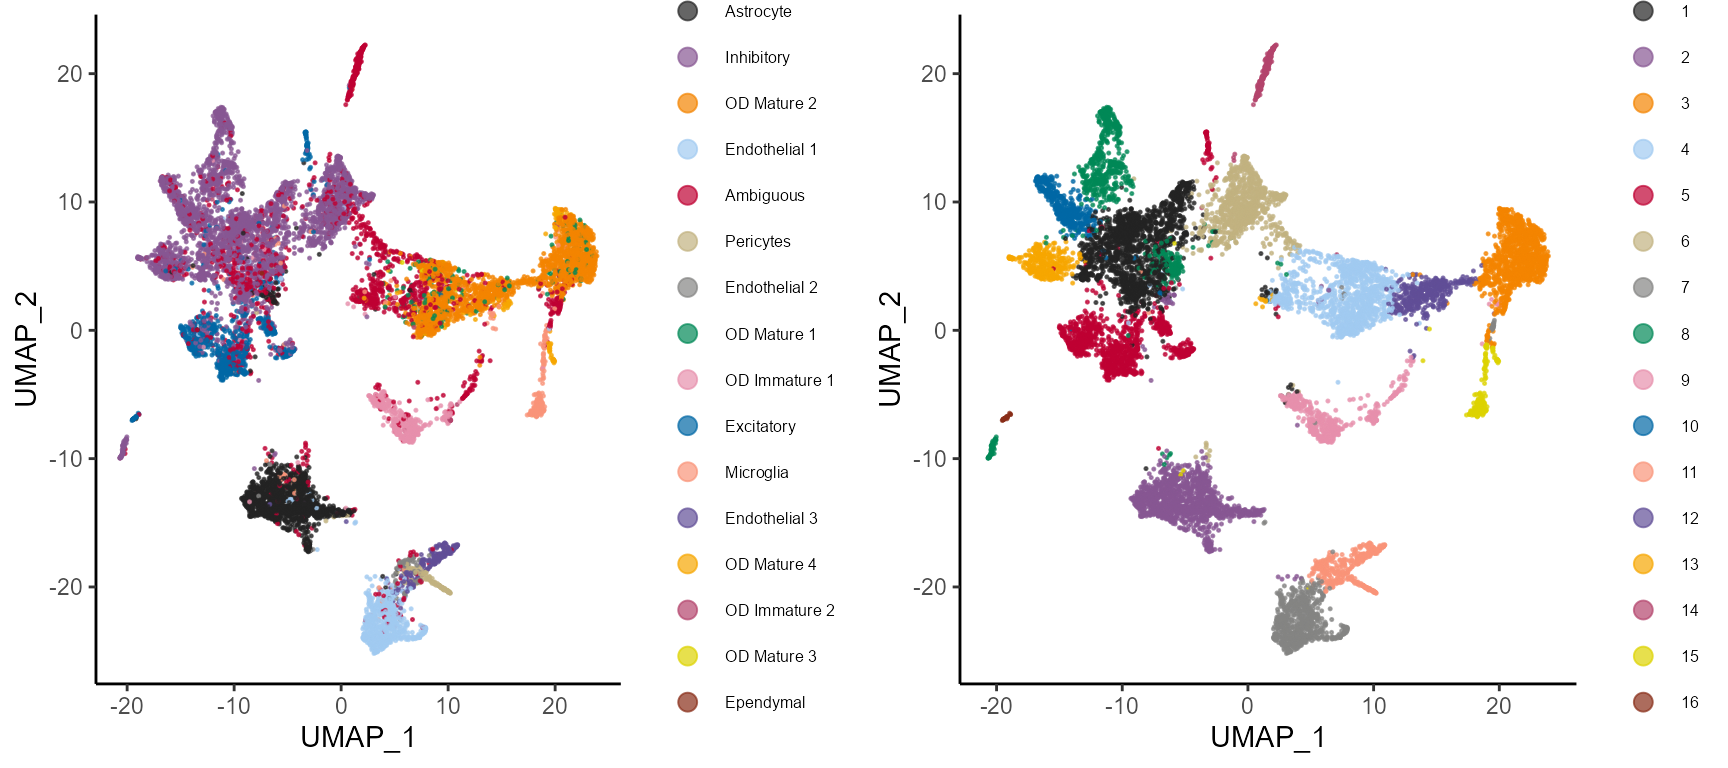 20
10
0
-10
-20
UMAP_2
-20
-10
0
10
20
UMAP_1
Astrocyte
Inhibitory
OD Mature 2
Endothelial 1
Ambiguous
Pericytes
Endothelial 2
OD Mature 1
OD Immature 1
Excitatory
Microglia
Endothelial 3
OD Mature 4
OD Immature 2
OD Mature 3
Ependymal
20
10
0
-10
-20
UMAP_2
-20
-10
0
10
20
UMAP_1
1
2
3
4
5
6
7
8
9
10
11
12
13
14
15
16